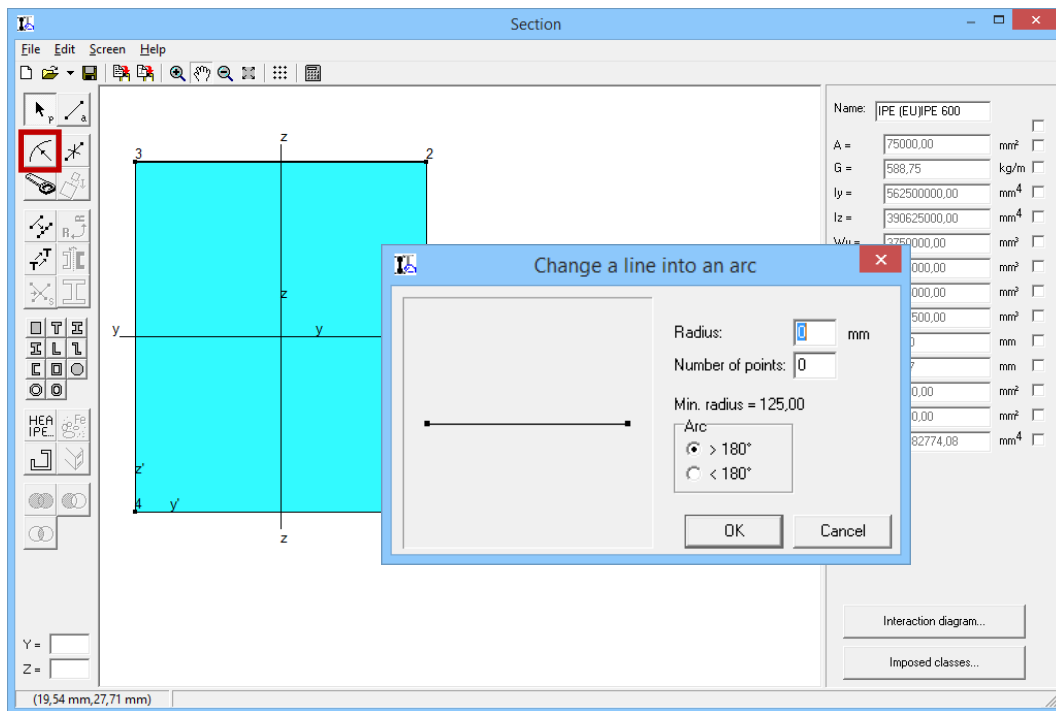 Section
File Edit Screen Help
P a
s
T T
R
T I I
I L L
C
HEA
IPE...
Fe
Y =
Z =
(19,54 mm,27,71 mm)
z
3 2
z
y y
z'
4 y'
z
Name: IPE (EU)IPE 600
A = 75000,00 mm²
G = 588,75 kg/m
Iy = 562500000,00 mm4
Iz = 390625000,00 mm4
3750000,00 mm³
000,00 mm³
000,00 mm³
500,00 mm³
mm
mm
0,00 mm²
0,00 mm²
82774,08 mm4
Interaction diagram...
Imposed classes...
Change a line into an arc
Radius: 0 mm
Number of points: 0
Min. radius = 125,00
Arc
> 180°
< 180°
OK Cancel